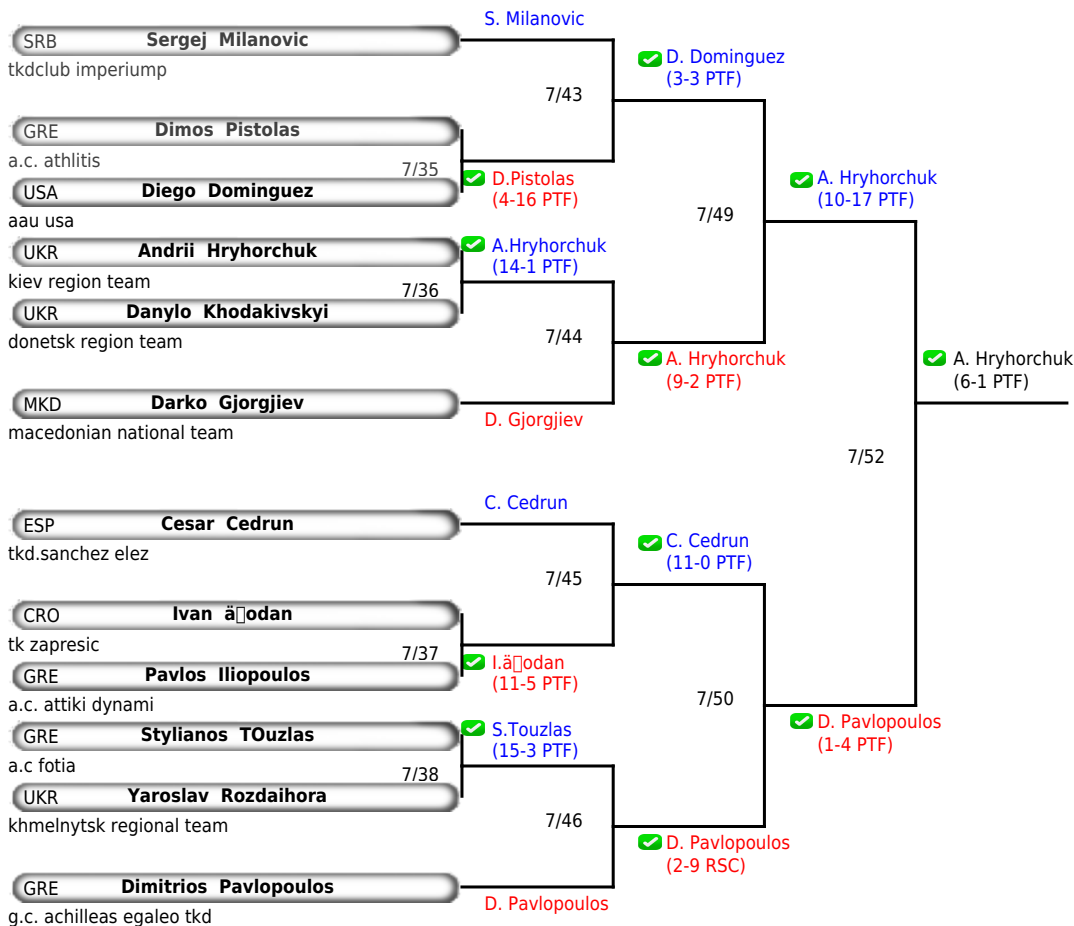 S. Milanovic
SRB Sergej Milanovic
tkdclub imperiump
D. Dominguez
(3-3 PTF)
7/43
GRE Dimos Pistolas
a.c. athlitis
7/35
D.Pistolas
(4-16 PTF)
USA Diego Dominguez
aau usa
A. Hryhorchuk
(10-17 PTF)
7/49
UKR Andrii Hryhorchuk
kiev region team
A.Hryhorchuk
(14-1 PTF)
7/36
UKR Danylo Khodakivskyi
donetsk region team
7/44
A. Hryhorchuk
(9-2 PTF)
A. Hryhorchuk
(6-1 PTF)
MKD Darko Gjorgjiev
macedonian national team
D. Gjorgjiev
7/52
C. Cedrun
ESP Cesar Cedrun
tkd.sanchez elez
C. Cedrun
(11-0 PTF)
7/45
CRO Ivan ä▯odan
tk zapresic
7/37
I.ä▯odan
(11-5 PTF)
GRE Pavlos Iliopoulos
a.c. attiki dynami
7/50
D. Pavlopoulos
(1-4 PTF)
GRE Stylianos TOuzlas
a.c fotia
S.Touzlas
(15-3 PTF)
7/38
UKR Yaroslav Rozdaihora
khmelnytsk regional team
7/46
D. Pavlopoulos
(2-9 RSC)
GRE Dimitrios Pavlopoulos
g.c. achilleas egaleo tkd
D. Pavlopoulos